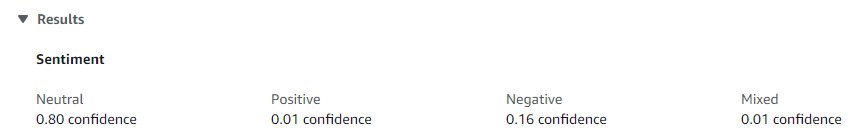 Results
Sentiment
Neutral Positive Negative Mixed
0.80 confidence 0.01 confidence 0.16 confidence 0.01 confidence